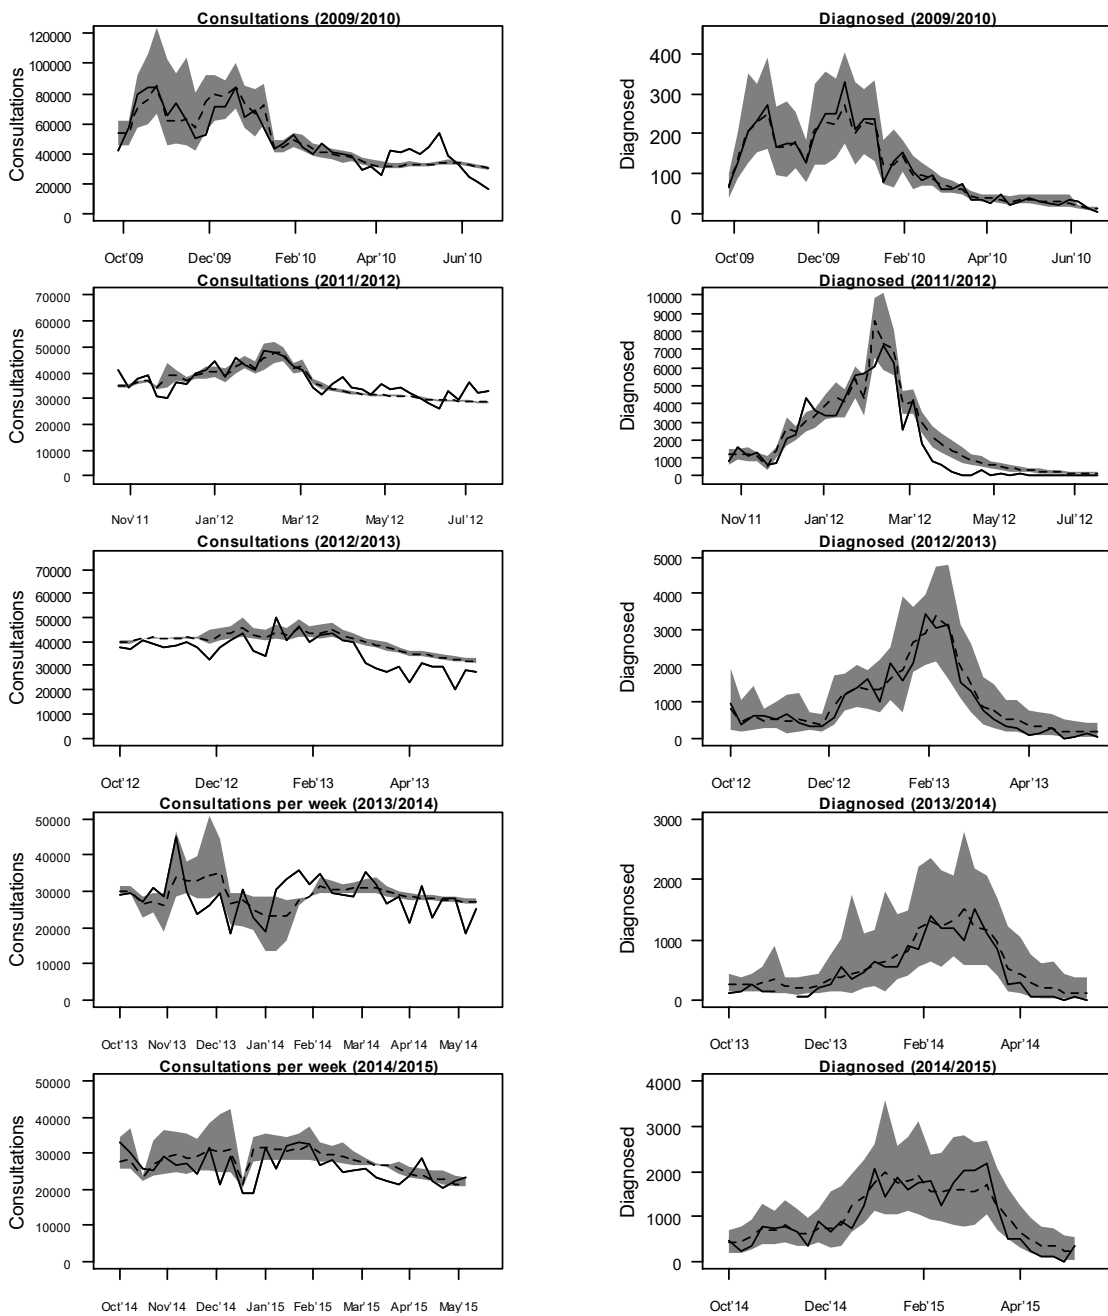 Consultations (2009/2010)
Consultations
120000
100000
80000
60000
40000
20000
0
Oct'09 Dec'09 Feb'10 Apr'10 Jun'10
Diagnosed (2009/2010)
Diagnosed
400
300
200
100
0
Oct'09 Dec'09 Feb'10 Apr'10 Jun'10
Consultations (2011/2012)
Consultations
70000
60000
50000
40000
30000
20000
10000
0
Nov'11 Jan'12 Mar'12 May'12 Jul'12
Diagnosed (2011/2012)
Diagnosed
10000
9000
8000
7000
6000
5000
4000
3000
2000
1000
0
Nov'11 Jan'12 Mar'12 May'12 Jul'12
Consultations (2012/2013)
Consultations
70000
60000
50000
40000
30000
20000
10000
0
Oct'12 Dec'12 Feb'13 Apr'13
Diagnosed (2012/2013)
Diagnosed
5000
4000
3000
2000
1000
0
Oct'12 Dec'12 Feb'13 Apr'13
Consultations per week (2013/2014)
Consultations
50000
40000
30000
20000
10000
0
Oct'13 Nov'13 Dec'13 Jan'14 Feb'14 Mar'14 Apr'14 May'14
Diagnosed (2013/2014)
Diagnosed
3000
2000
1000
0
Oct'13 Dec'13 Feb'14 Apr'14
Consultations per week (2014/2015)
Consultations
50000
40000
30000
20000
10000
0
Oct'14 Nov'14 Dec'14 Jan'15 Feb'15 Mar'15 Apr'15 May'15
Diagnosed (2014/2015)
Diagnosed
4000
3000
2000
1000
0
Oct'14 Dec'14 Feb'15 Apr'15